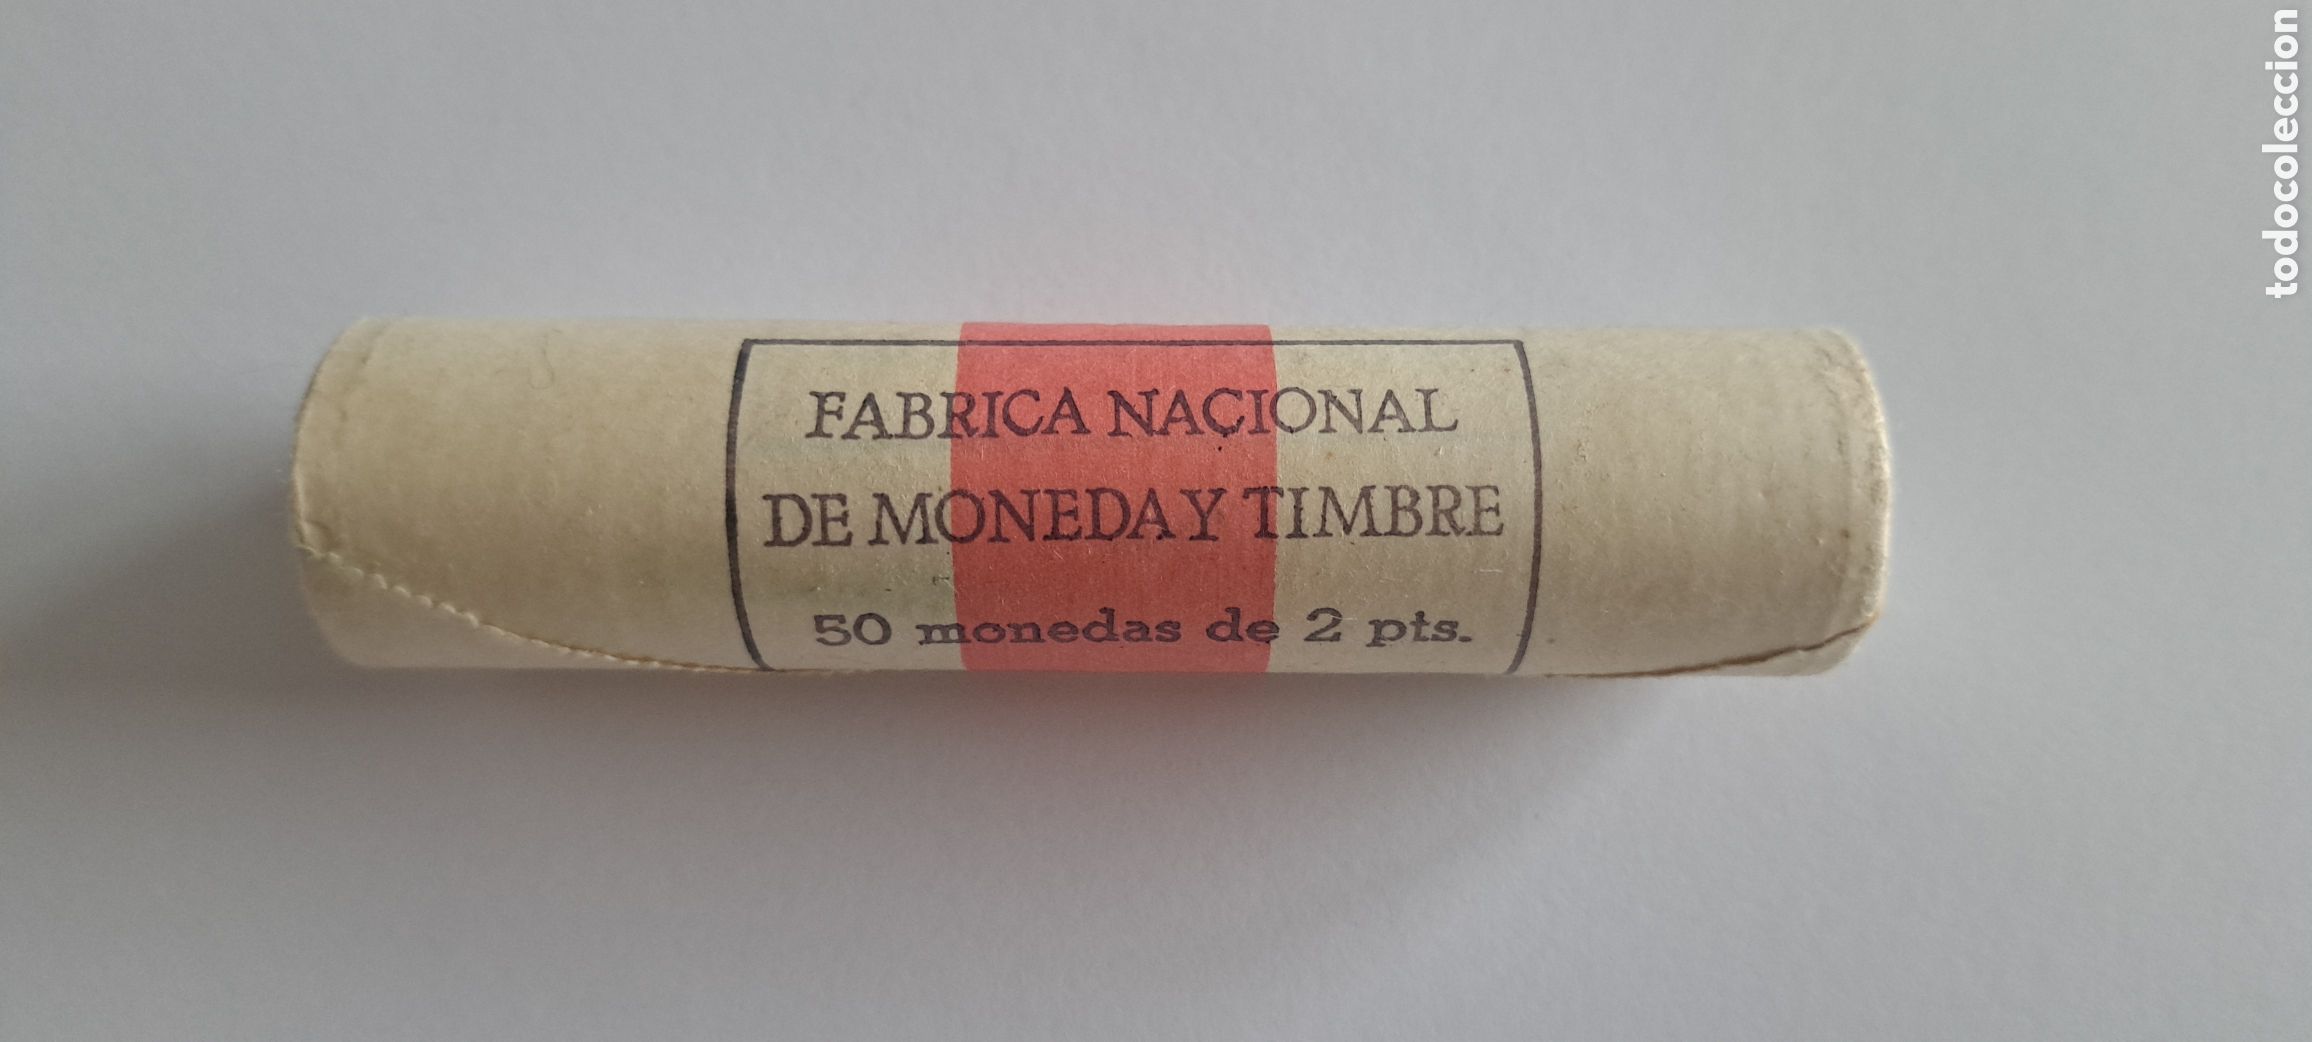 FABRICA NACIONAL
DE MONEDA Y TIMBRE
50 monedas de 2 pts.
todocoleccion